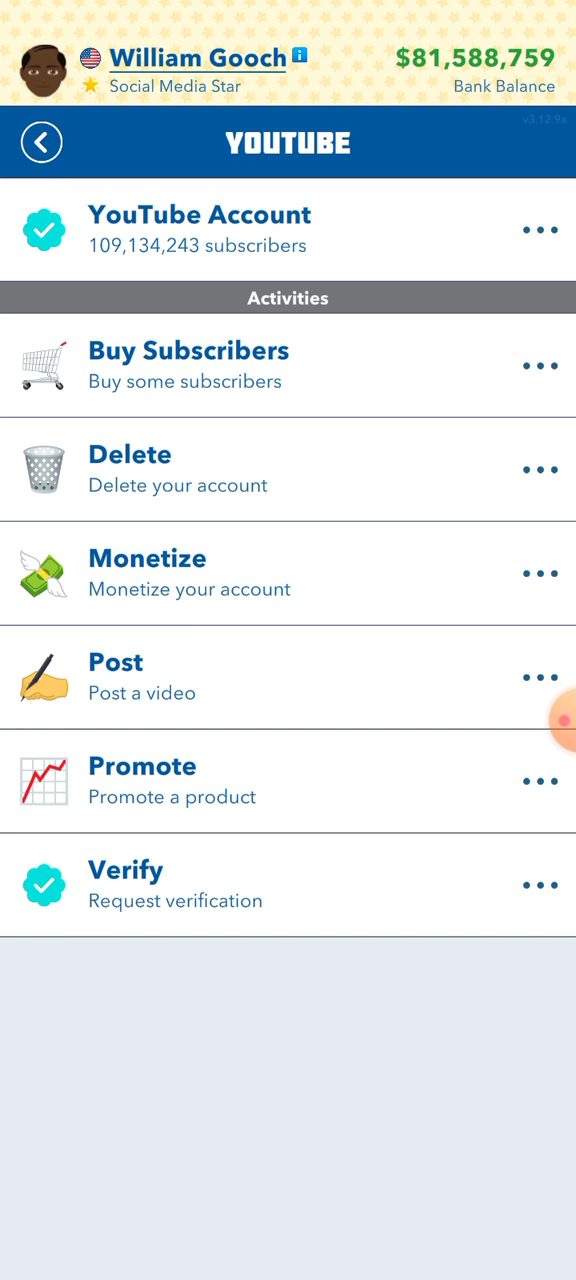 William Gooch
$81,588,759
Social Media Star
Bank Balance
v3.12.9a
YOUTUBE
YouTube Account
109,134,243 subscribers
Activities
Buy Subscribers
Buy some subscribers
Delete
Delete your account
Monetize
Monetize your account
Post
Post a video
Promote
Promote a product
Verify
Request verification